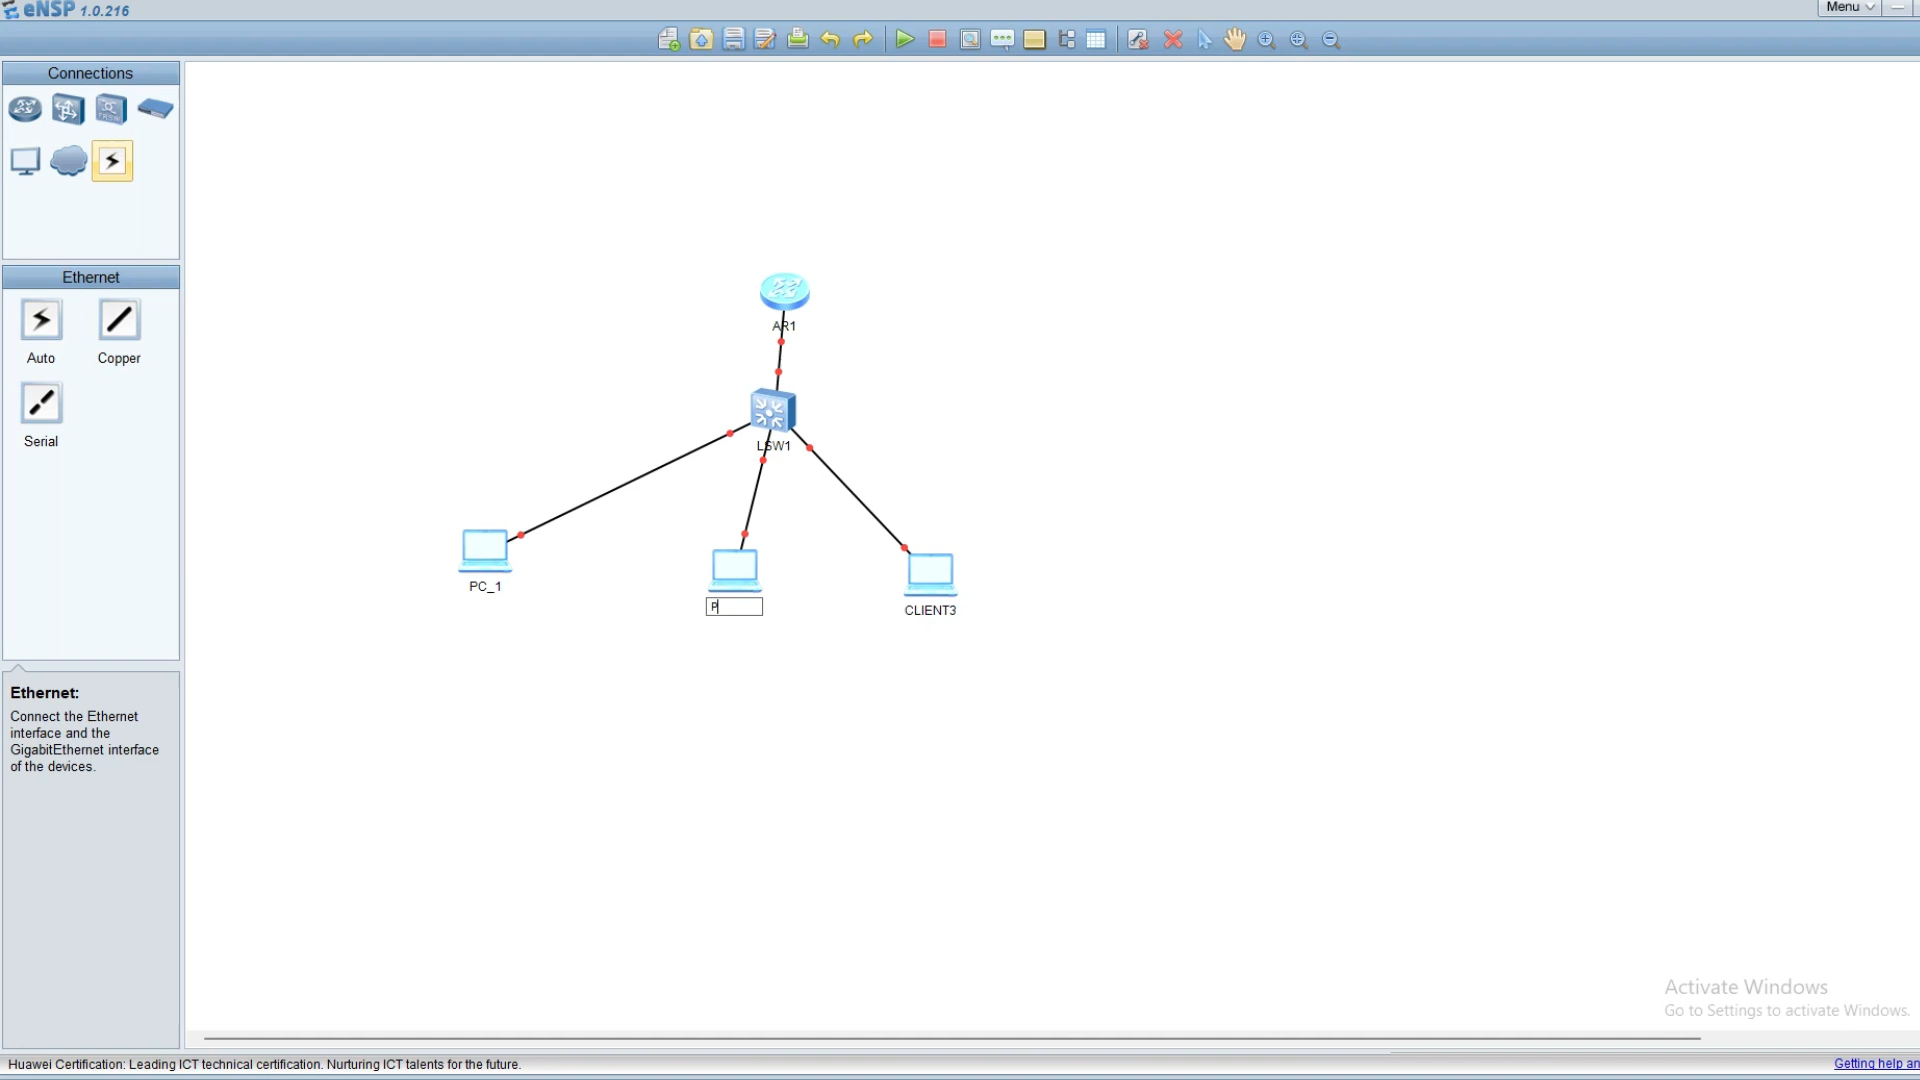 eNSP 1.0.216
Menu
Connections
Ethernet
Auto
Copper
Serial
Ethernet:
Connect the Ethernet
interface and the
GigabitEthernet interface
of the devices.
AR1
LSW1
PC_1
P
CLIENT3
Activate Windows
Go to Settings to activate Windows.
Huawei Certification: Leading ICT technical certification. Nurturing ICT talents for the future.
Getting help an